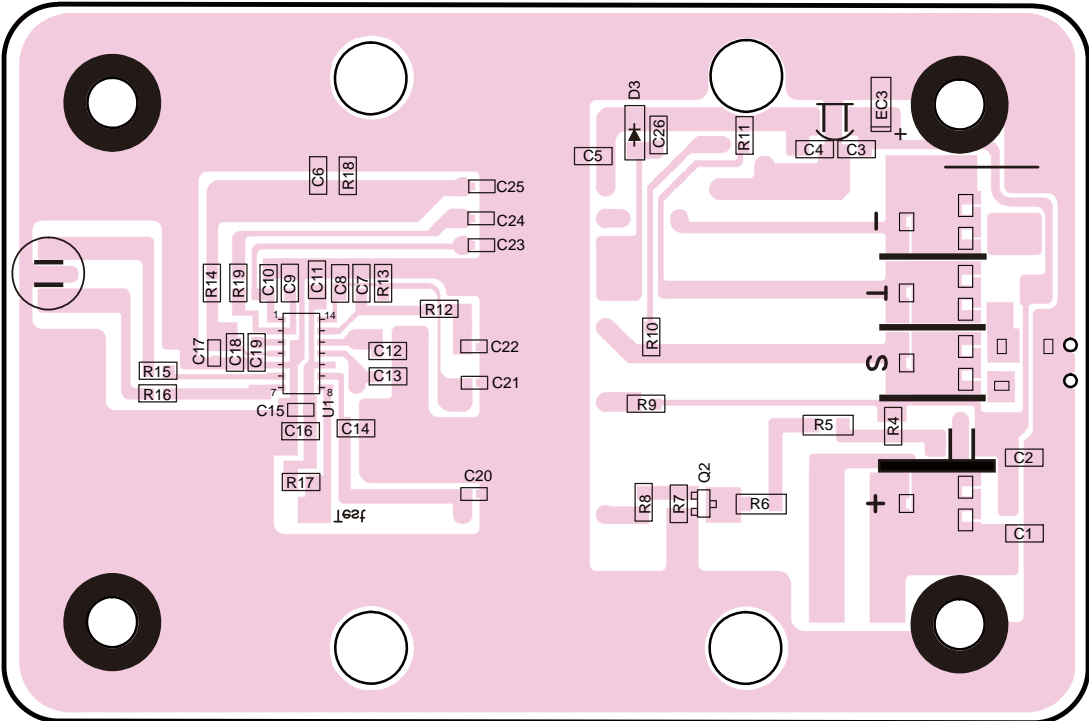 D3
EC3
+
C26
R11
C5
C4
C3
C6
R18
C25
C24
C23
R14
R19
C10
C9
C11
C8
C7
R13
R12
1
14
C17
C18
C19
C12
C22
R10
R15
C13
C21
R16
7
8
C15
U1
R9
C16
C14
R5
R4
R17
C20
Q2
C2
R8
R7
R6
Test
C1
−
T
S
+